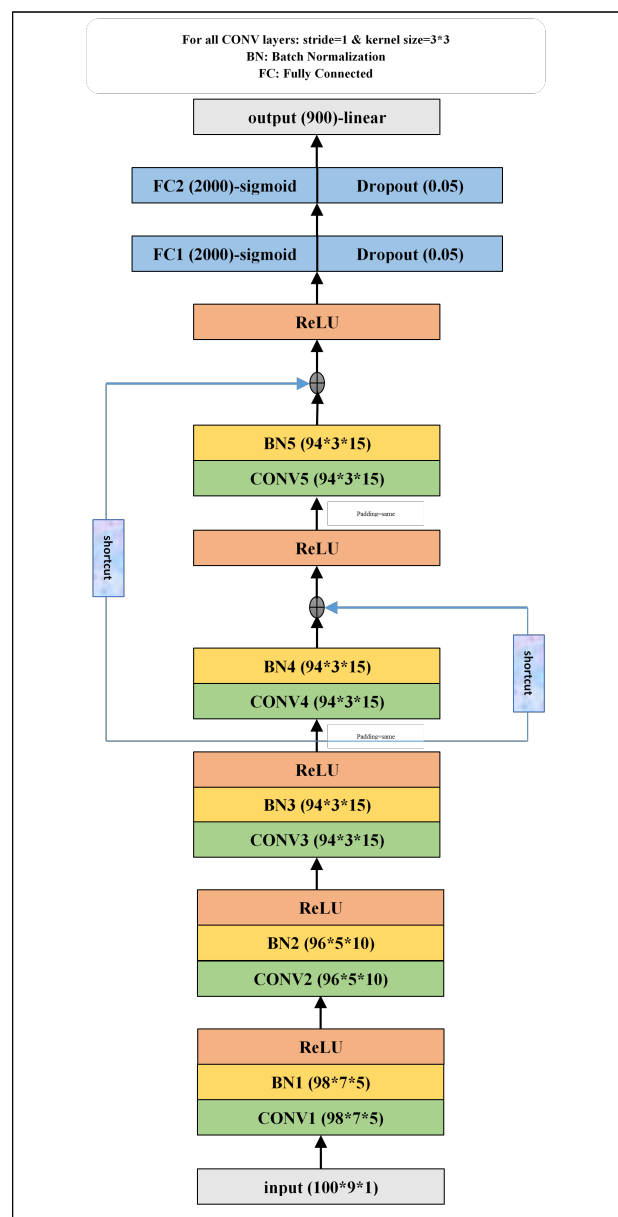 For all CONV layers: stride=1 & kernel size=3*3
BN: Batch Normalization
FC: Fully Connected
output (900)-linear
FC2 (2000)-sigmoid
Dropout (0.05)
FC1 (2000)-sigmoid
Dropout (0.05)
ReLU
BN5 (94*3*15)
CONV5 (94*3*15)
Padding=same
ReLU
shortcut
BN4 (94*3*15)
CONV4 (94*3*15)
shortcut
Padding=same
ReLU
BN3 (94*3*15)
CONV3 (94*3*15)
ReLU
BN2 (96*5*10)
CONV2 (96*5*10)
ReLU
BN1 (98*7*5)
CONV1 (98*7*5)
input (100*9*1)